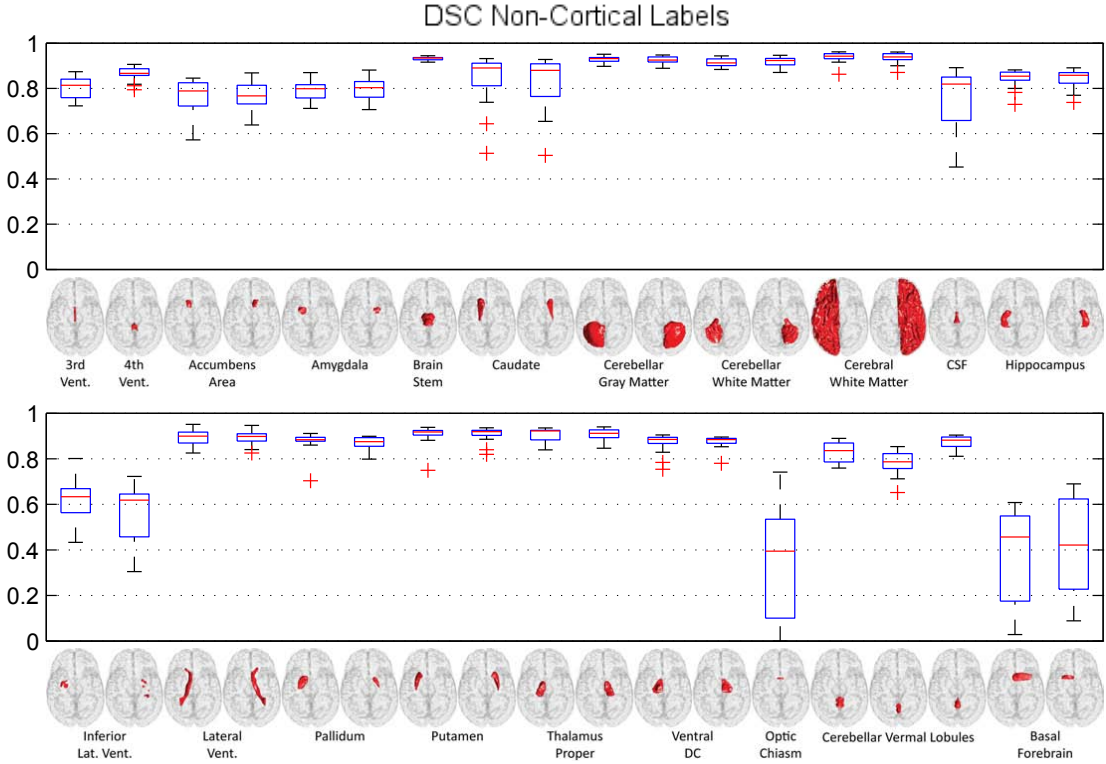 DSC Non-Cortical Labels
1
0.8
0.6
0.4
0.2
0
3rd Vent.
4th Vent.
Accumbens Area
Amygdala
Brain Stem
Caudate
Cerebellar Gray Matter
Cerebellar White Matter
Cerebral White Matter
CSF
Hippocampus
1
0.8
0.6
0.4
0.2
0
Inferior Lat. Vent.
Lateral Vent.
Pallidum
Putamen
Thalamus Proper
Ventral DC
Optic Chiasm
Cerebellar Vermal Lobules
Basal Forebrain